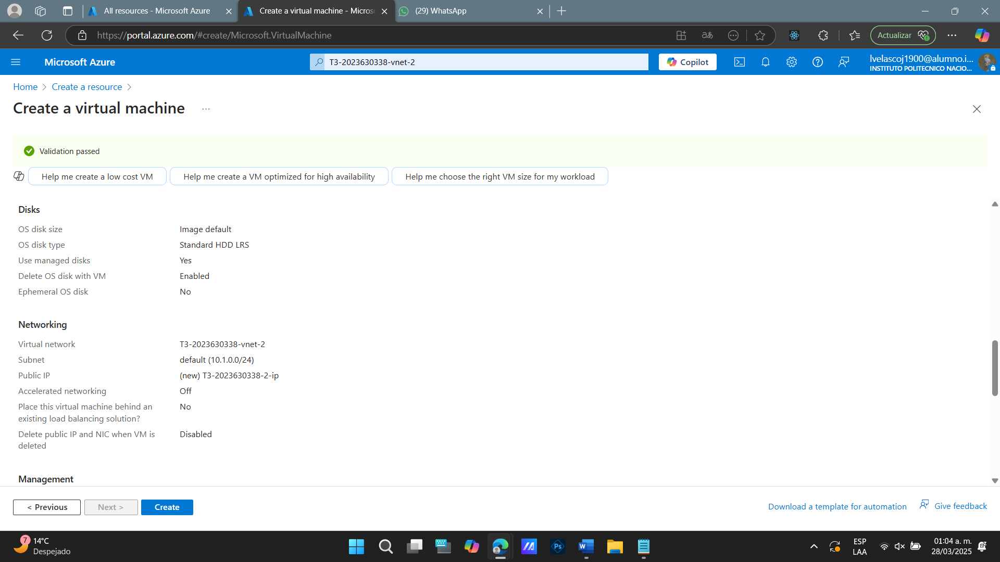 All resources - Microsoft Azure
Create a virtual machine - Micros
(29) WhatsApp
https://portal.azure.com/#create/Microsoft.VirtualMachine
aあ
Actualizar
Microsoft Azure
T3-2023630338-vnet-2
Copilot
lvelascoj1900@alumno.i...
INSTITUTO POLITECNICO NACIO...
Home
Create a resource
Create a virtual machine
...
Validation passed
Help me create a low cost VM
Help me create a VM optimized for high availability
Help me choose the right VM size for my workload
Disks
OS disk size
Image default
OS disk type
Standard HDD LRS
Use managed disks
Yes
Delete OS disk with VM
Enabled
Ephemeral OS disk
No
Networking
Virtual network
T3-2023630338-vnet-2
Subnet
default (10.1.0.0/24)
Public IP
(new) T3-2023630338-2-ip
Accelerated networking
Off
Place this virtual machine behind an
existing load balancing solution?
No
Delete public IP and NIC when VM is
deleted
Disabled
Management
< Previous
Next >
Create
Download a template for automation
Give feedback
7
14°C
Despejado
Ps
W
ESP
LAA
01:04 a. m.
28/03/2025